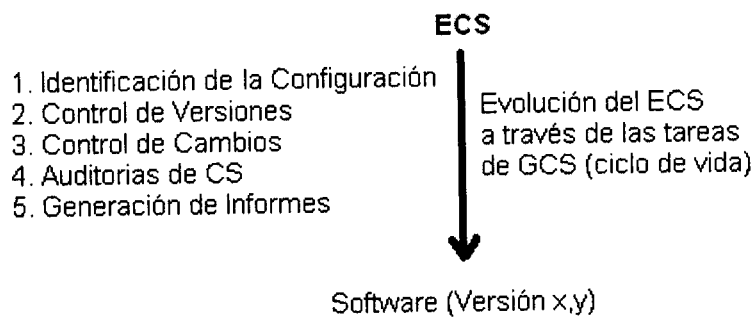 ECS
1. Identificación de la Configuración
2. Control de Versiones
3. Control de Cambios
4. Auditorias de CS
5. Generación de Informes
Evolución del ECS
a través de las tareas
de GCS (ciclo de vida)
Software (Versión x,y)